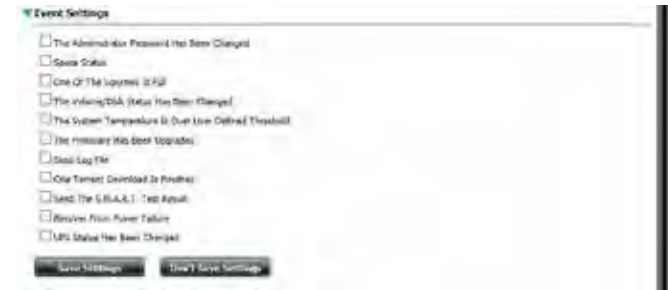 Event Settings
The Administrator Password Has Been Changed
Space Status
One Of The Volumes Is Full
The Volume/Disk Status Has Been Changed
The System Temperature Is Over User Defined Threshold
The Firmware Has Been Upgraded
Send Log File
One Torrent Download Is Finished
Send The S.M.A.R.T. Test Result
Recover From Power Failure
UPS Status Has Been Changed
Save Settings Don't Save Settings